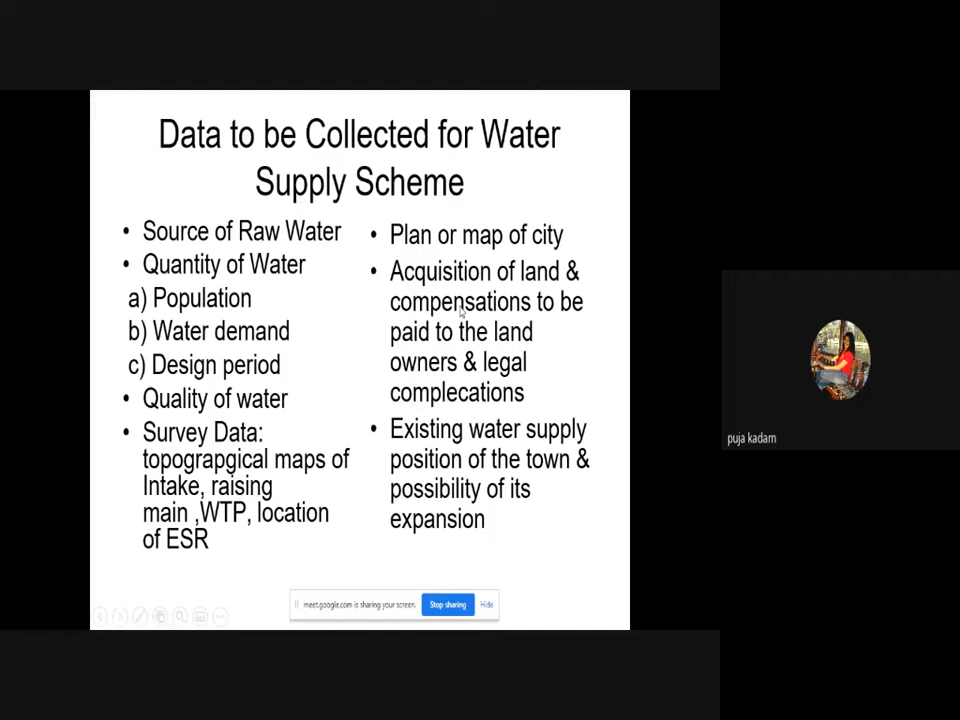 Data to be Collected for Water
Supply Scheme
• Source of Raw Water
• Quantity of Water
a) Population
b) Water demand
c) Design period
• Quality of water
• Survey Data:
topograpgical maps of
Intake, raising
main ,WTP, location
of ESR
• Plan or map of city
• Acquisition of land &
compensations to be
paid to the land
owners & legal
complecations
• Existing water supply
position of the town &
possibility of its
expansion
meet.google.com is sharing your screen.
Stop sharing
Hide
puja kadam